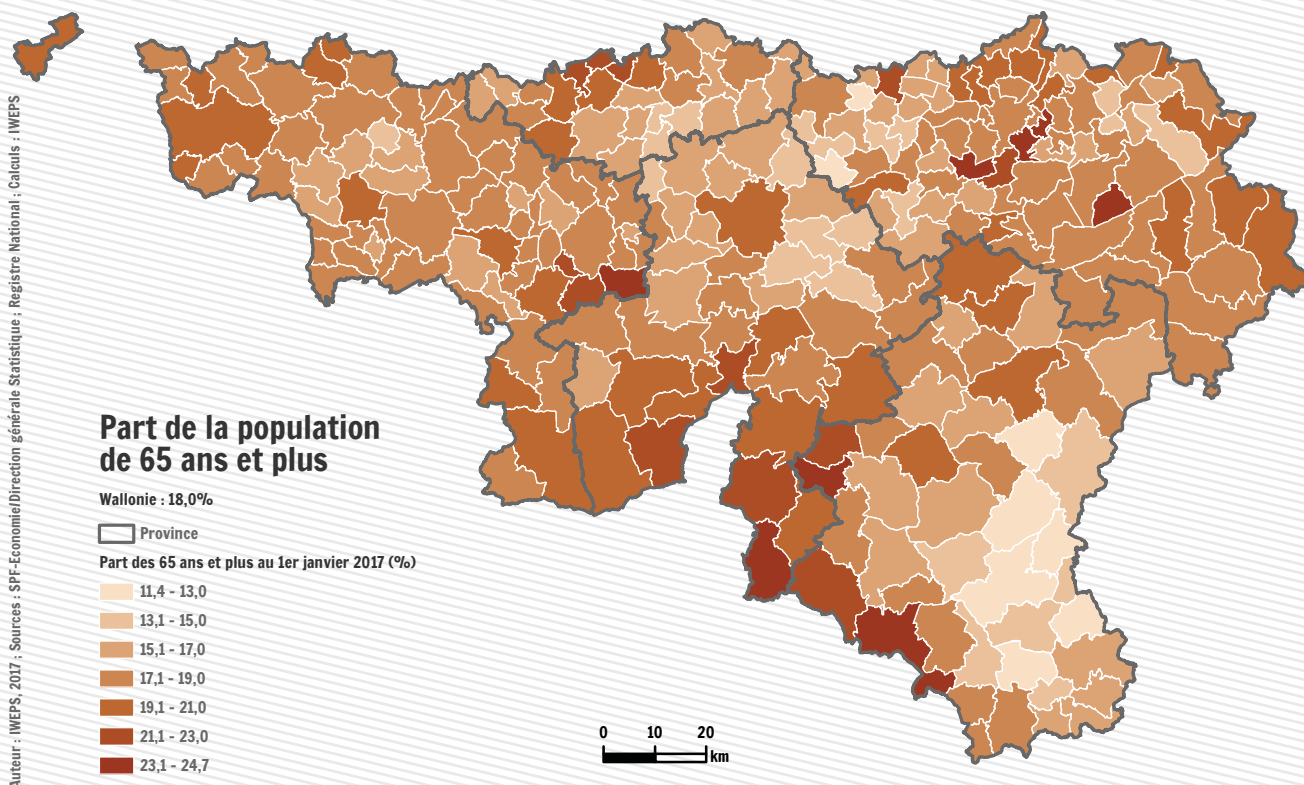 Part de la population
de 65 ans et plus
Wallonie : 18,0%
Province
Part des 65 ans et plus au 1er janvier 2017 (%)
11,4 - 13,0
13,1 - 15,0
15,1 - 17,0
17,1 - 19,0
19,1 - 21,0
21,1 - 23,0
23,1 - 24,7
0 10 20
km
Auteur : IWEPS, 2017 ; Sources : SPF-Economie/Direction générale Statistique ; Registre National ; Calculs : IWEPS